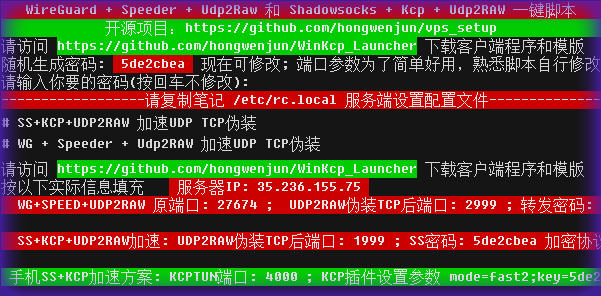 WireGuard + Speeder + Udp2Raw 和 Shadowsocks + Kcp + Udp2RAW 一键脚本
开源项目: https://github.com/hongwenjun/vps_setup
请访问 https://github.com/hongwenjun/WinKcp_Launcher 下载客户端程序和模版
随机生成密码: 5de2cbea 现在可修改; 端口参数为了简单好用, 熟悉脚本自行修改
请输入你要的密码(按回车不修改):
-----------------请复制笔记 /etc/rc.local 服务端设置配置文件-----------------
# SS+KCP+UDP2RAW 加速UDP TCP伪装
# WG + Speeder + Udp2RAW 加速UDP TCP伪装
请访问 https://github.com/hongwenjun/WinKcp_Launcher 下载客户端程序和模版
按以下实际信息填充 服务器IP: 35.236.155.75
WG+SPEED+UDP2RAW 原端口: 27674 ; UDP2RAW伪装TCP后端口: 2999 ; 转发密码:
SS+KCP+UDP2RAW加速: UDP2RAW伪装TCP后端口: 1999 ; SS密码: 5de2cbea 加密协议
手机SS+KCP加速方案: KCPTUN端口: 4000 ; KCP插件设置参数 mode=fast2;key=5de2